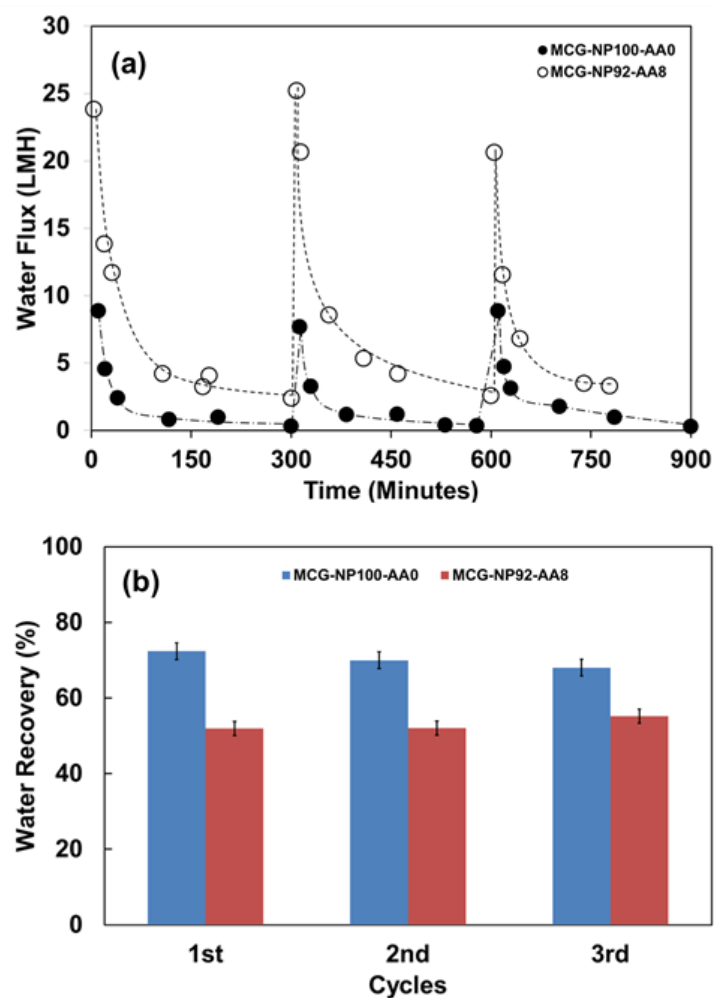 (a)
MCG-NP100-AA0
MCG-NP92-AA8
Water Flux (LMH)
30
25
20
15
10
5
0
0 150 300 450 600 750 900
Time (Minutes)
(b)
MCG-NP100-AA0 MCG-NP92-AA8
Water Recovery (%)
100
80
60
40
20
0
1st 2nd 3rd
Cycles